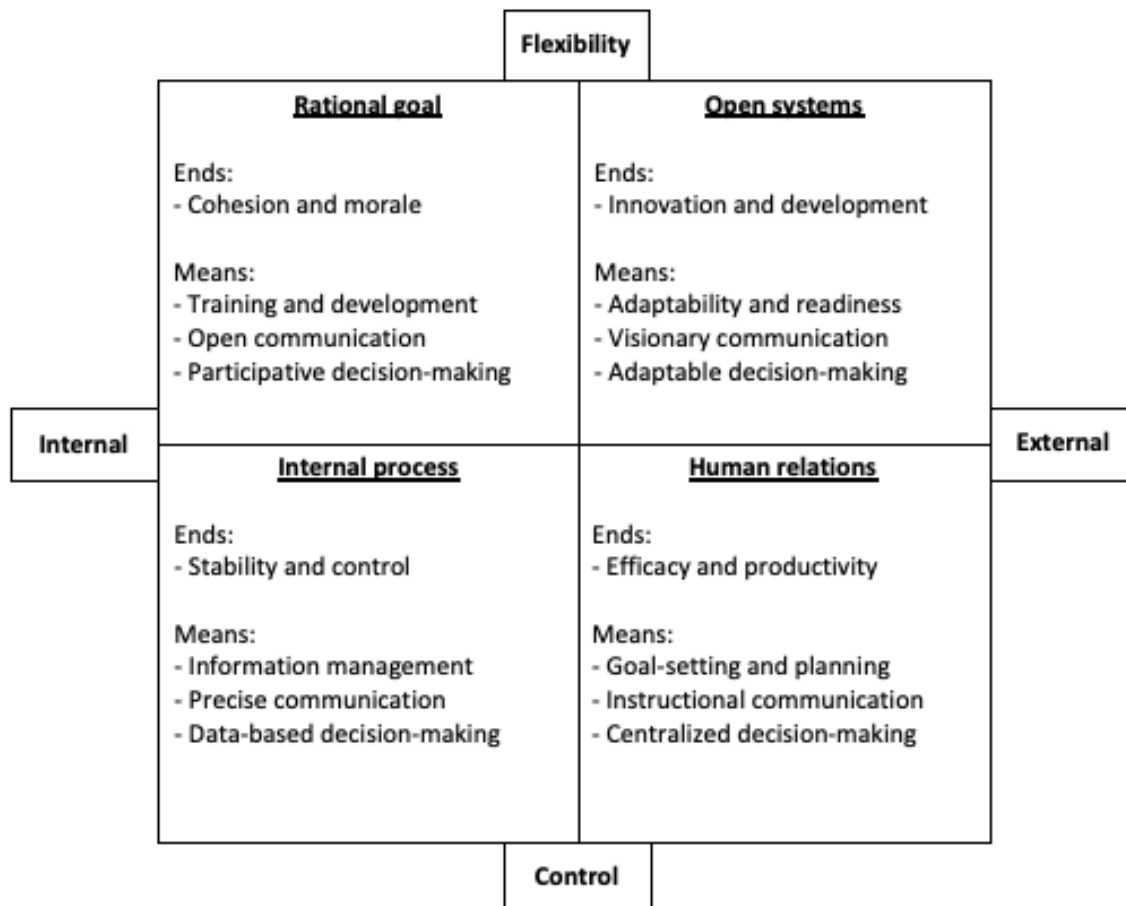 Flexibility
Rational goal
Ends:
- Cohesion and morale
Means:
- Training and development
- Open communication
- Participative decision-making
Open systems
Ends:
- Innovation and development
Means:
- Adaptability and readiness
- Visionary communication
- Adaptable decision-making
Internal
External
Internal process
Ends:
- Stability and control
Means:
- Information management
- Precise communication
- Data-based decision-making
Human relations
Ends:
- Efficacy and productivity
Means:
- Goal-setting and planning
- Instructional communication
- Centralized decision-making
Control